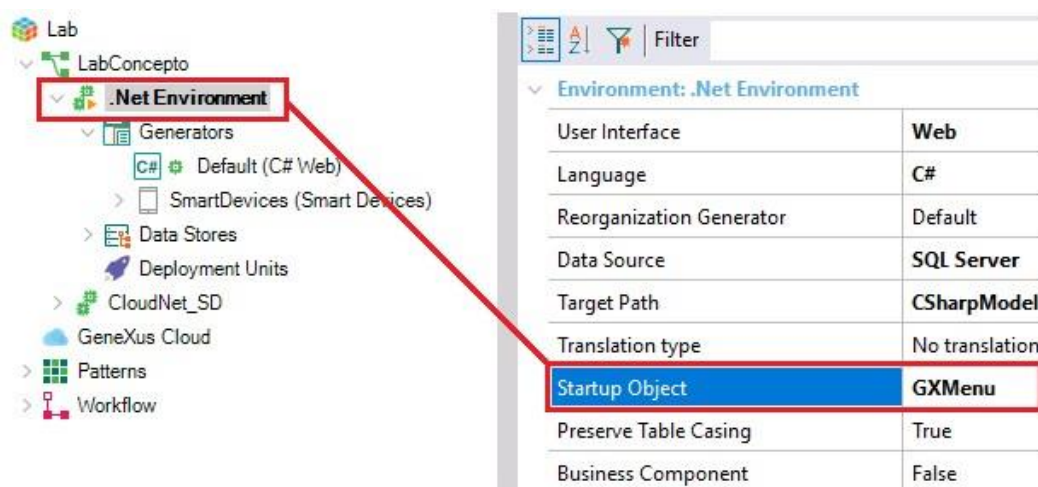 Lab
LabConcepto
.Net Environment
Generators
C# Default (C# Web)
SmartDevices (Smart Devices)
Data Stores
Deployment Units
CloudNet_SD
GeneXus Cloud
Patterns
Workflow
A Z Filter
Environment: .Net Environment
User Interface Web
Language C#
Reorganization Generator Default
Data Source SQL Server
Target Path CSharpModel
Translation type No translation
Startup Object GXMenu
Preserve Table Casing True
Business Component False